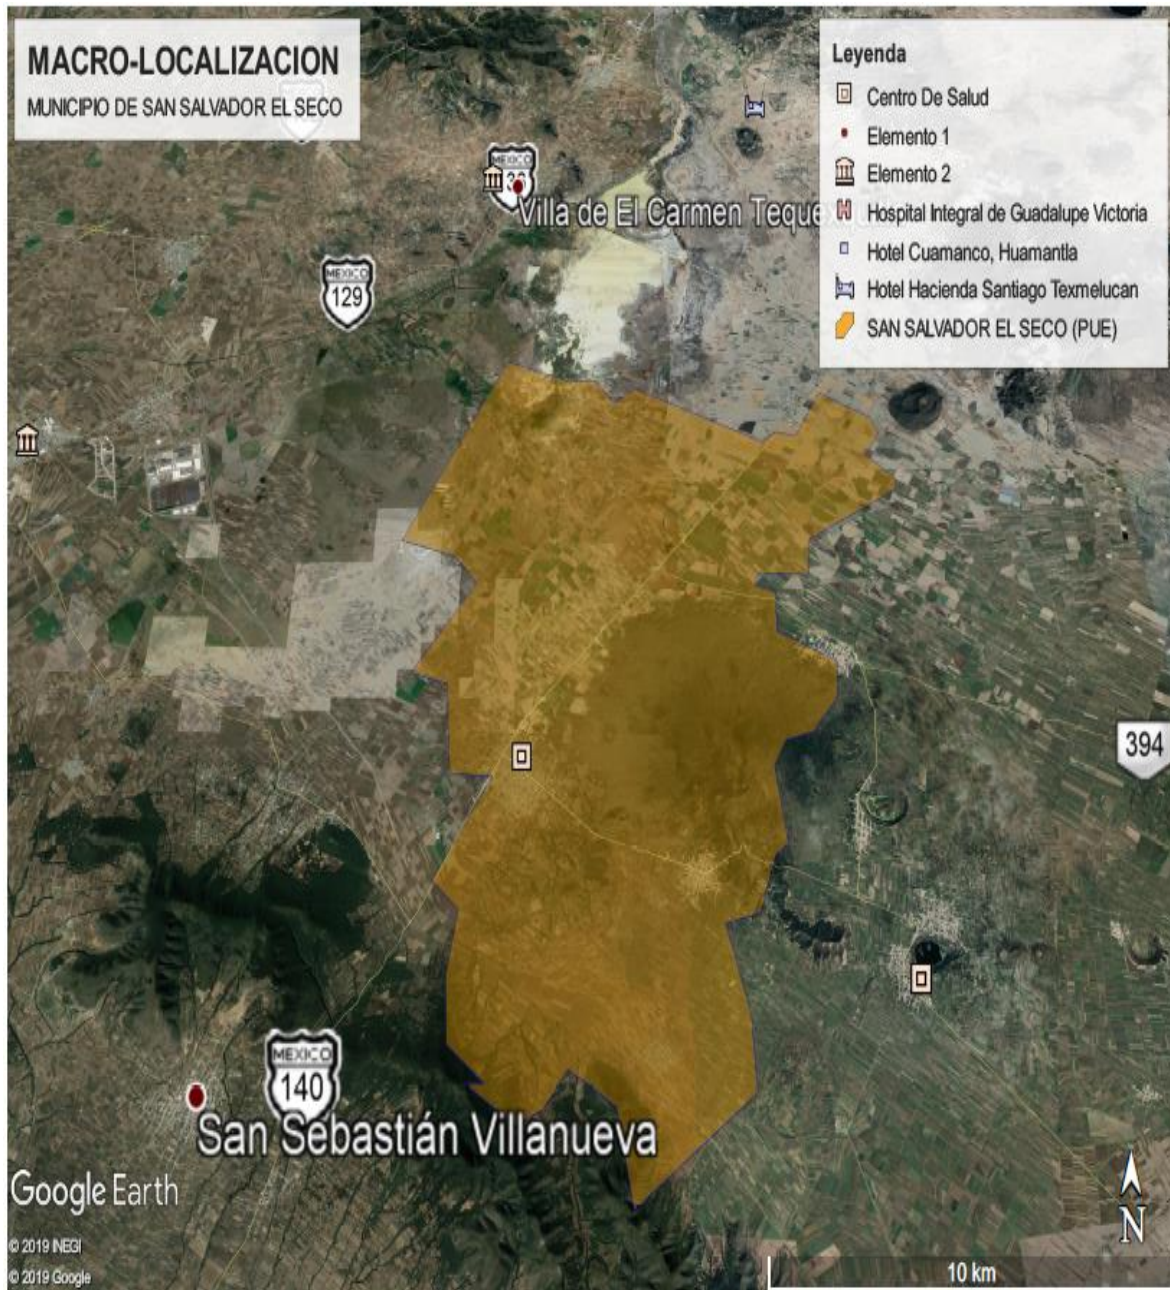 MACRO-LOCALIZACION
MUNICIPIO DE SAN SALVADOR EL SECO
Leyenda
Centro De Salud
Elemento 1
Elemento 2
Hospital Integral de Guadalupe Victoria
Hotel Cuamanco, Huamantla
Hotel Hacienda Santiago Texmelucan
SAN SALVADOR EL SECO (PUE)
MEXICO
Villa de El Carmen
MEXICO
129
394
MEXICO
140
San Sebastián Villanueva
Google Earth
© 2019 INEGI
© 2019 Google
N
10 km